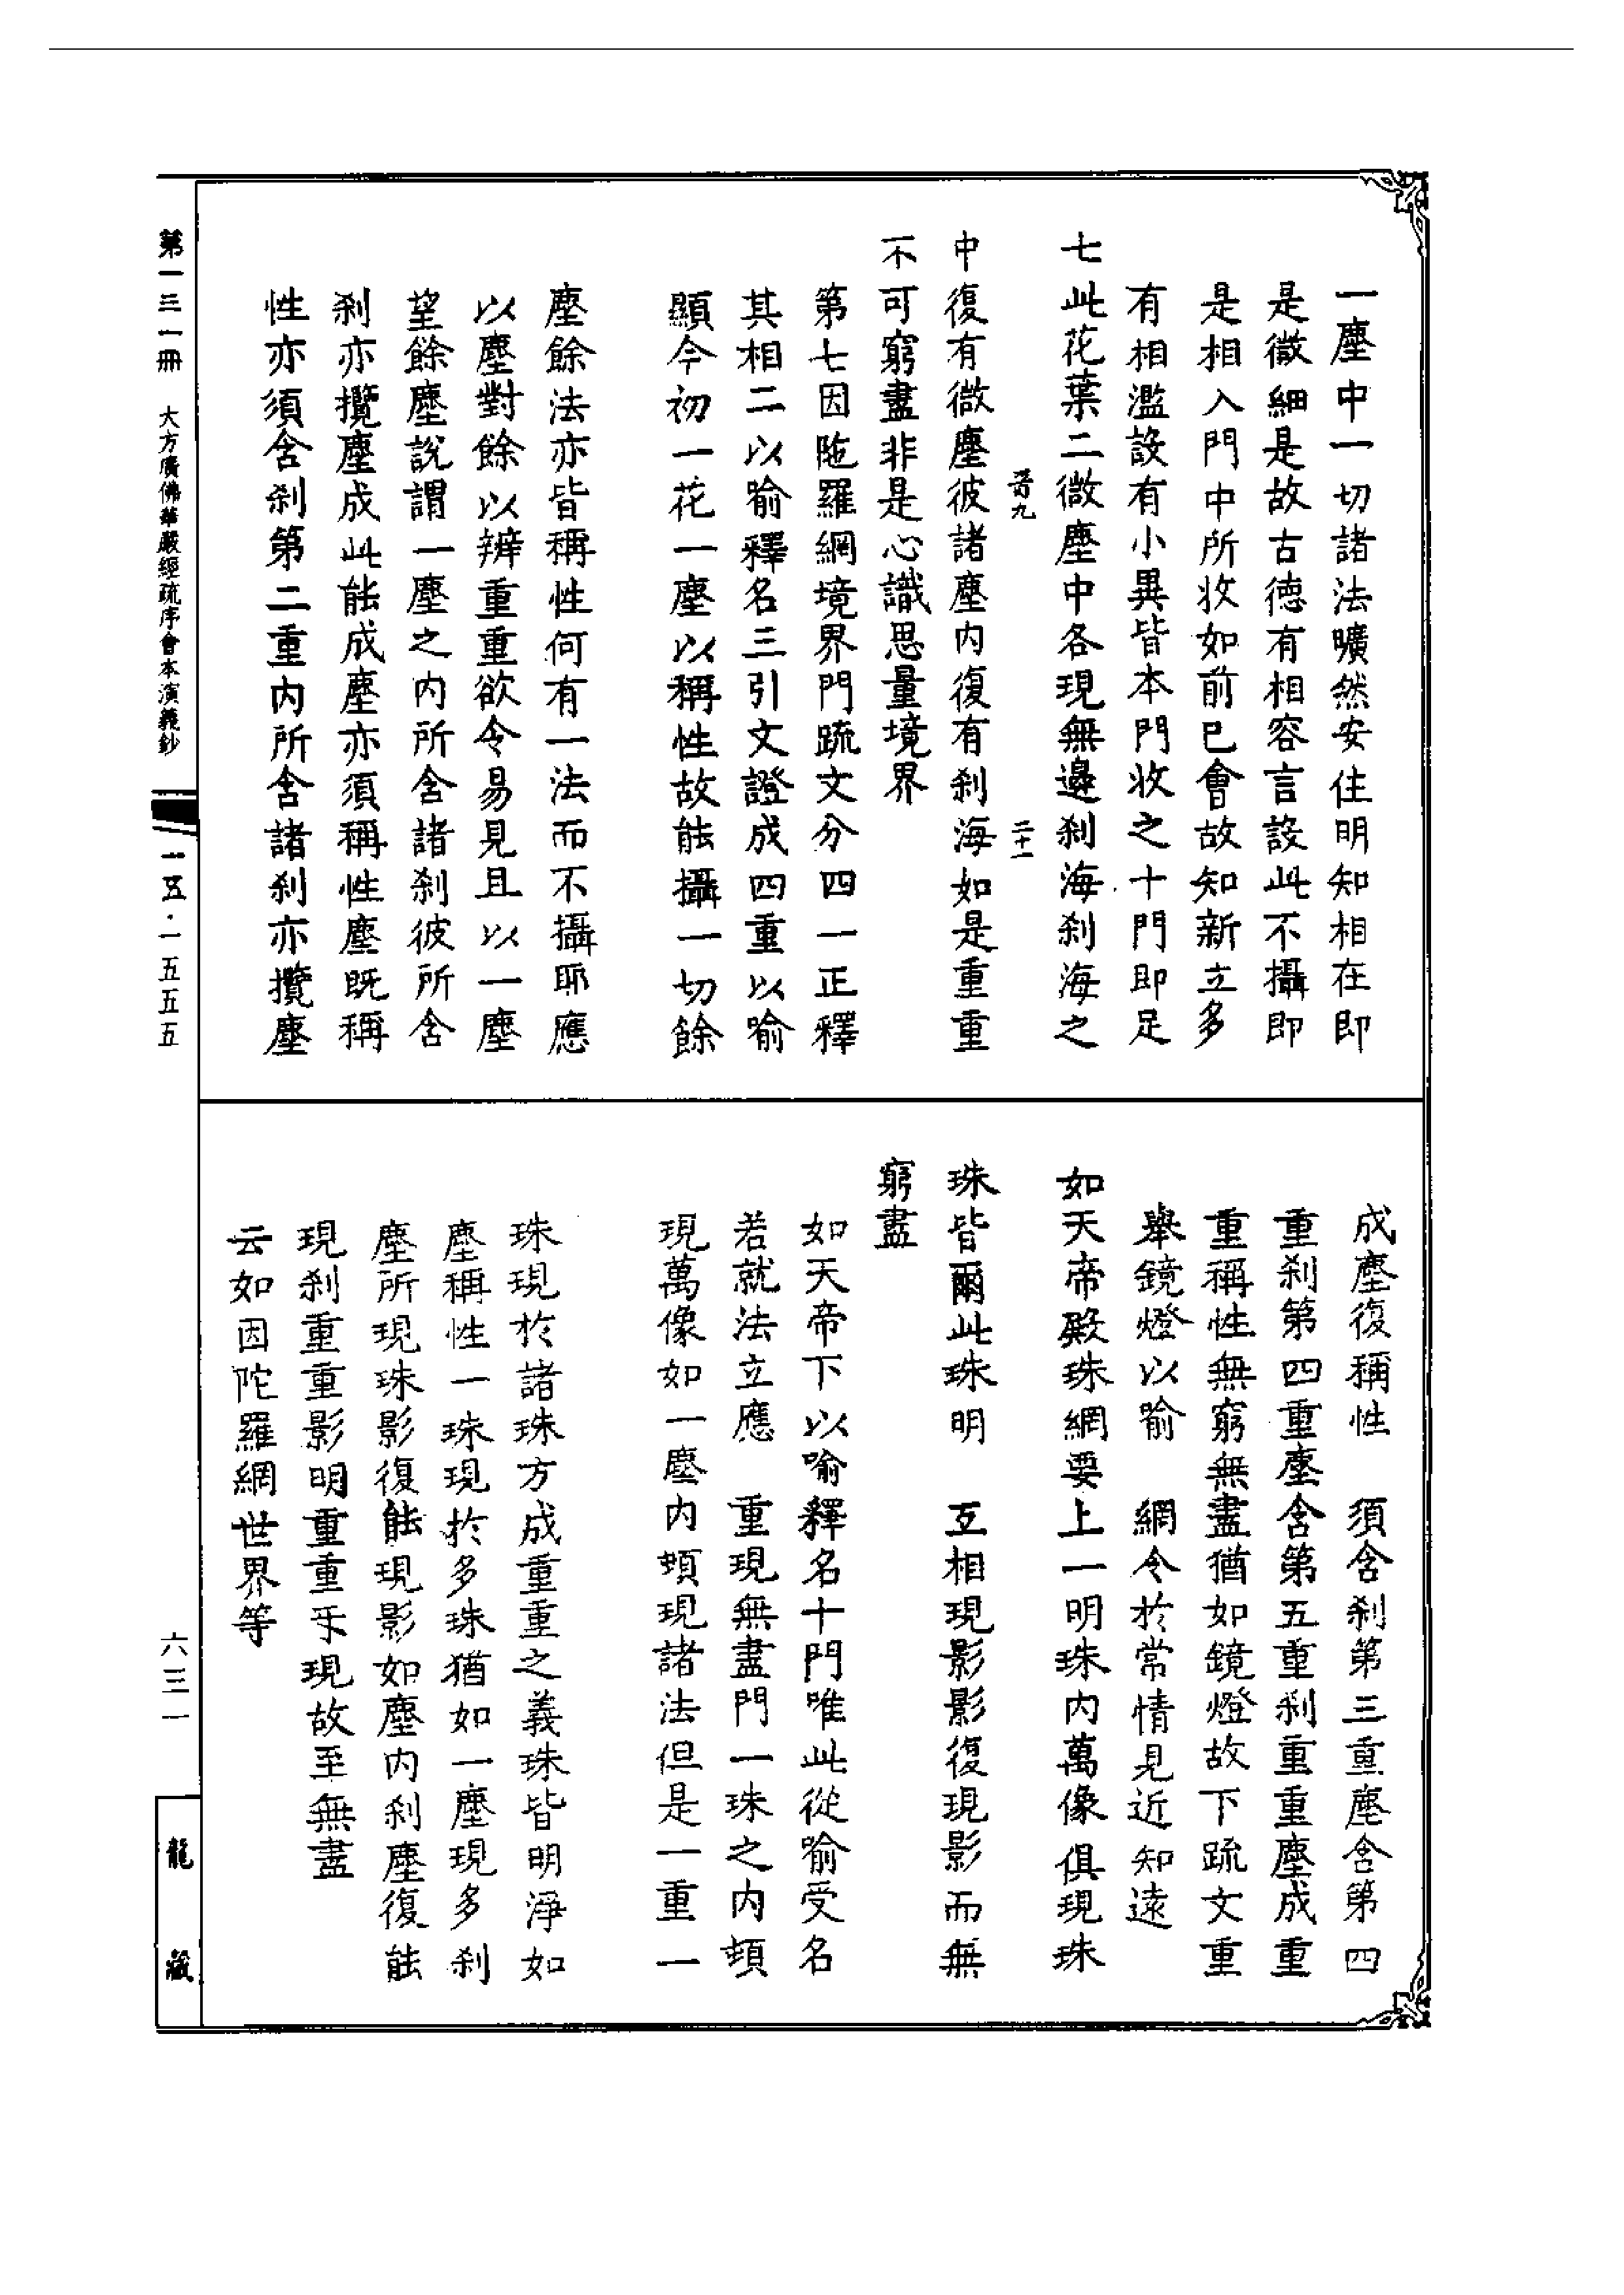 一塵中一切諸法曠然安住明知相在即
是微細是故古德有相容言設此不攝即
是相入門中所收如前已會故知新立多
有相濫設有小異皆本門收之十門即足
七此花葉二微塵中各現無邊剎海剎海之
二十一
中復有微塵彼諸塵內復有剎海如是重重
不可窮盡非是心識思量境界
第七因陁羅網境界門疏文分四一正釋
其相二以喻釋名三引文證成四重以喻
顯今初一花一塵以稱性故能攝一切餘
塵餘法亦皆稱性何有一法而不攝耶應
以塵對餘以辨重重欲令易見且以一塵
望餘塵說謂一塵之內所含諸剎彼所含
剎亦攬塵成此能成塵亦須稱性塵既稱
性亦須含剎第二重內所含諸剎亦攬塵
成塵復稱性 須含剎第三重塵含第四
重剎第四重塵含第五重剎重重塵成重
重稱性無窮無盡猶如鏡燈故下疏文重
舉鏡燈以喻 網令於常情見近知遠
如天帝殿珠網要上一明珠內萬像俱現珠
珠皆爾此珠明 互相現影影復現影而無
窮盡
如天帝下以喻釋名十門唯此從喻受名
若就法立應 重現無盡門一珠之內頓
現萬像如一塵內頓現諸法但是一重一
珠現於諸珠方成重重之義珠皆明淨如
塵稱性一珠現於多珠猶如一塵現多剎
塵所現珠影復能現影如塵內剎塵復能
現剎重重影明重重乎現故至無盡
云如因陀羅網世界等
第一三一冊 大方廣佛華嚴經疏序會本演義鈔
一五·一五五五
六三一
龍藏